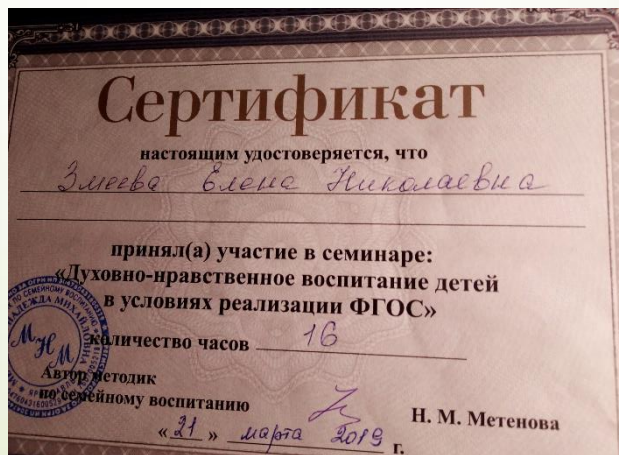 Сертификат
настоящим удостоверяется, что
Змеева Елена Николаевна
принял(а) участие в семинаре:
«Духовно-нравственное воспитание детей
в условиях реализации ФГОС»
количество часов 16
Автор методик
по семейному воспитанию
Н. М. Метенова
«21» марта 2019 г.
МНМ